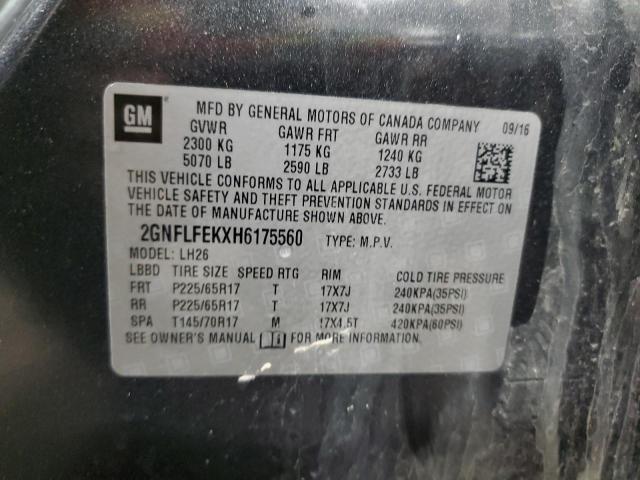 GM
MFD BY GENERAL MOTORS OF CANADA COMPANY 09/16
GVWR GAWR FRT GAWR RR
2300 KG 1175 KG 1240 KG
5070 LB 2590 LB 2733 LB
THIS VEHICLE CONFORMS TO ALL APPLICABLE U.S. FEDERAL MOTOR
VEHICLE SAFETY AND THEFT PREVENTION STANDARDS IN EFFECT ON
THE DATE OF MANUFACTURE SHOWN ABOVE.
2GNFLFEKXH6175560 TYPE: M.P.V.
MODEL: LH26
LBBD TIRE SIZE SPEED RTG RIM COLD TIRE PRESSURE
FRT P225/65R17 T 17X7J 240KPA(35PSI)
RR P225/65R17 T 17X7J 240KPA(35PSI)
SPA T145/70R17 M 17X4.5T 420KPA(60PSI)
SEE OWNER'S MANUAL FOR MORE INFORMATION.